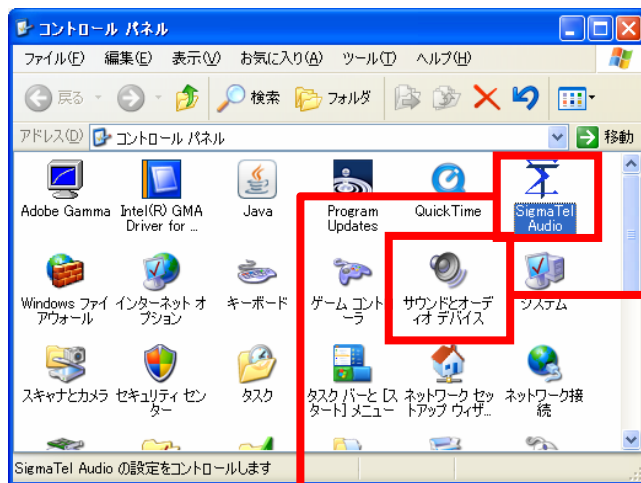 コントロール パネル
ファイル(F) 編集(E) 表示(V) お気に入り(A) ツール(T) ヘルプ(H)
戻る 検索 フォルダ
アドレス(D) コントロール パネル 移動
Adobe Gamma
Intel(R) GMA
Driver for ...
Java
Program
Updates
QuickTime
SigmaTel
Audio
Windows ファイ
アウォール
インターネット オ
プション
キーボード
ゲーム コントロ
ーラ
サウンドとオーデ
ィオ デバイス
システム
スキャナとカメラ
セキュリティ セン
ター
タスク
タスク バーと [ス
タート] メニュー
ネットワーク セッ
トアップ ウィザ...
ネットワーク接
続
SigmaTel Audio の設定をコントロールします